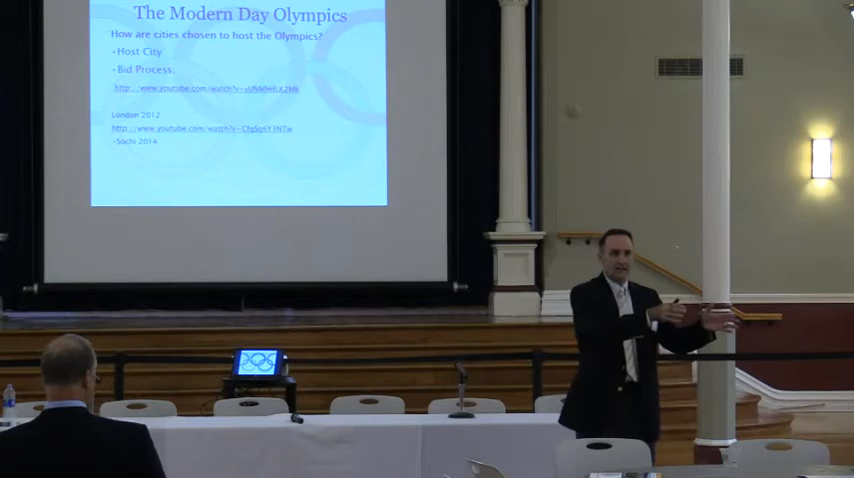 The Modern Day Olympics
How are cities chosen to host the Olympics?
-Host City
-Bid Process:
London 2012
-Sochi 2014